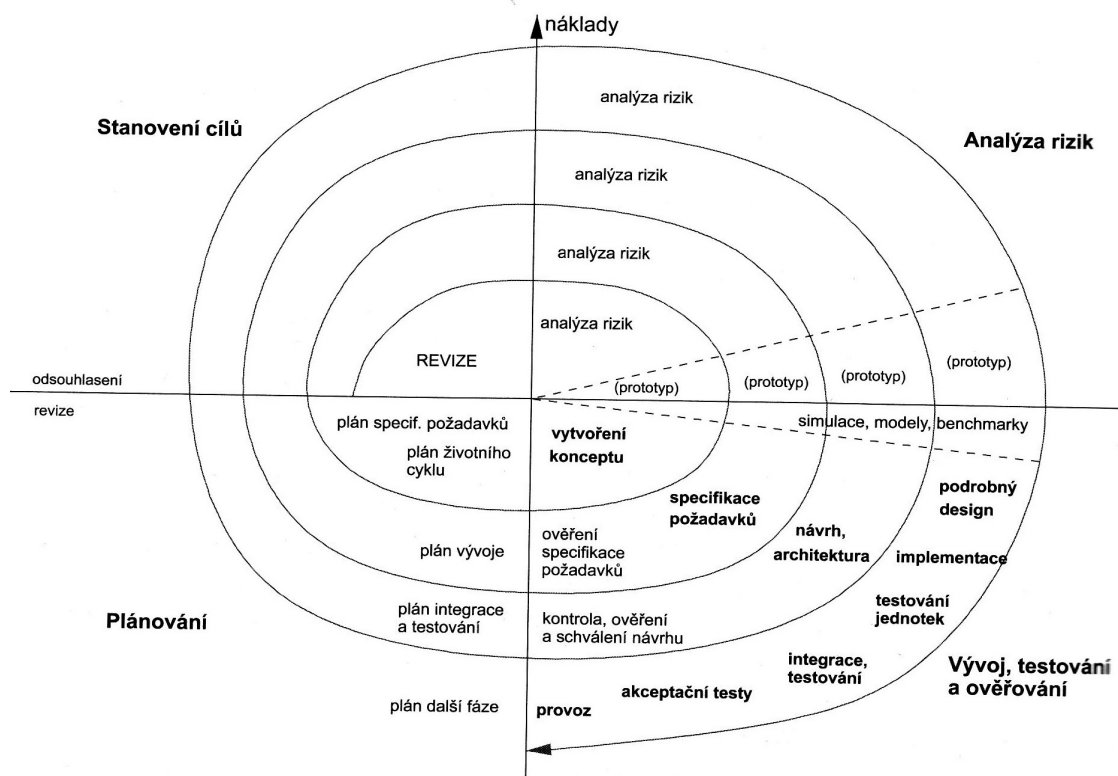 náklady
analýza rizik
Stanovení cílů
Analýza rizik
analýza rizik
analýza rizik
analýza rizik
REVIZE
odsouhlasení
(prototyp)
(prototyp)
(prototyp)
(prototyp)
revize
plán specif. požadavků
plán životního
cyklu
vytvoření
konceptu
simulace, modely, benchmarky
specifikace
požadavků
podrobný
design
plán vývoje
ověření
specifikace
požadavků
návrh,
architektura
implementace
Plánování
plán integrace
a testování
kontrola, ověření
a schválení návrhu
testování
jednotek
integrace,
testování
Vývoj, testování
a ověřování
plán další fáze
provoz
akceptační testy